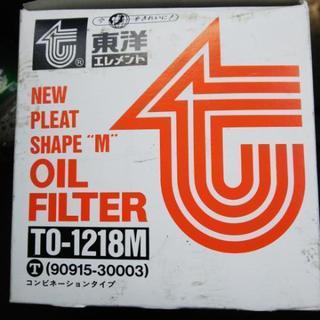 東洋
エレメント
®
NEW
PLEAT
SHAPE "M"
OIL
FILTER
TO-1218M
T (90915-30003)
コンビネーションタイプ